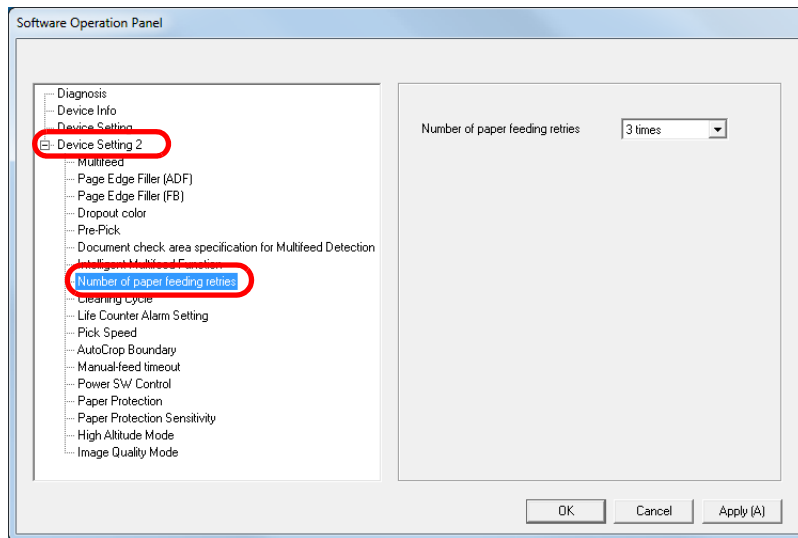 Software Operation Panel
Diagnosis
Device Info
Device Setting
Device Setting 2
Multifeed
Page Edge Filler (ADF)
Page Edge Filler (FB)
Dropout color
Pre-Pick
Document check area specification for Multifeed Detection
Intelligent Multifeed Function
Number of paper feeding retries
Cleaning Cycle
Life Counter Alarm Setting
Pick Speed
AutoCrop Boundary
Manual-feed timeout
Power SW Control
Paper Protection
Paper Protection Sensitivity
High Altitude Mode
Image Quality Mode
Number of paper feeding retries 3 times
OK Cancel Apply (A)